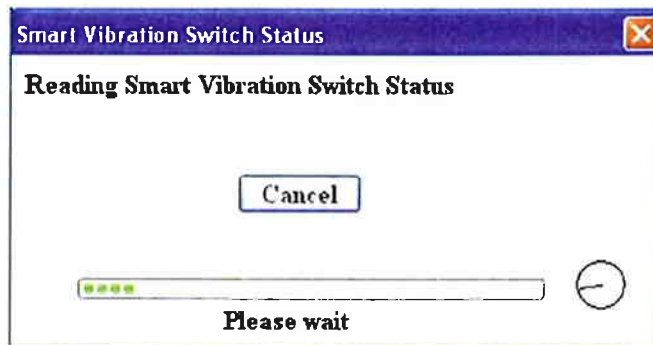 Smart Vibration Switch Status
Reading Smart Vibration Switch Status
Cancel
Please wait